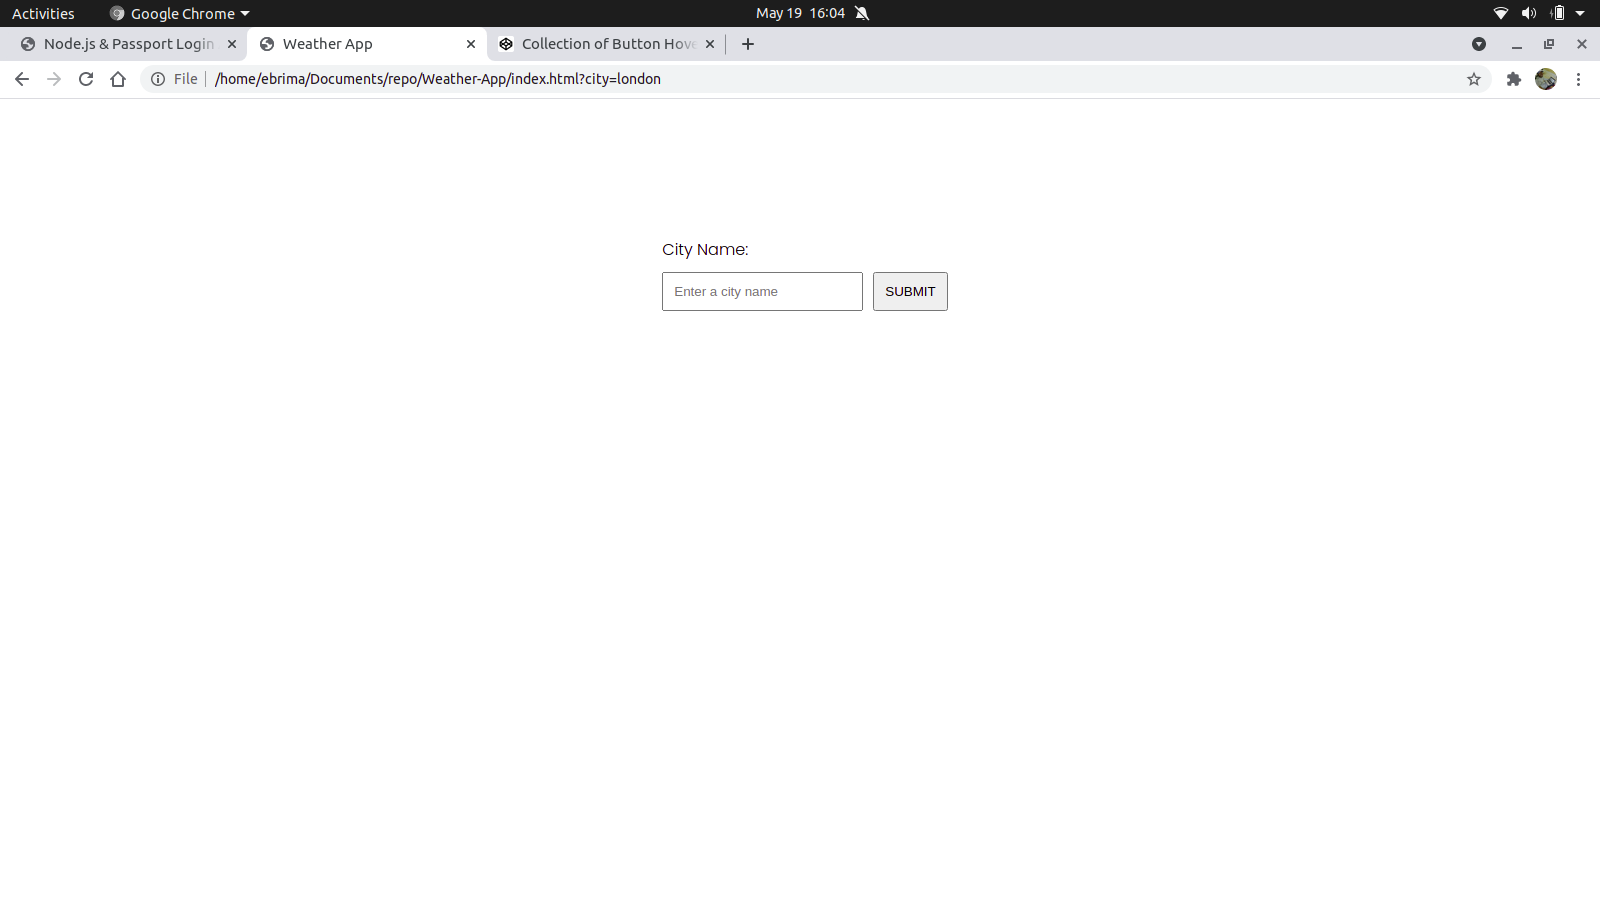 Activities Google Chrome May 19 16:04
Node.js & Passport Login Weather App Collection of Button Hove
File /home/ebrima/Documents/repo/Weather-App/index.html?city=london
City Name:
Enter a city name SUBMIT